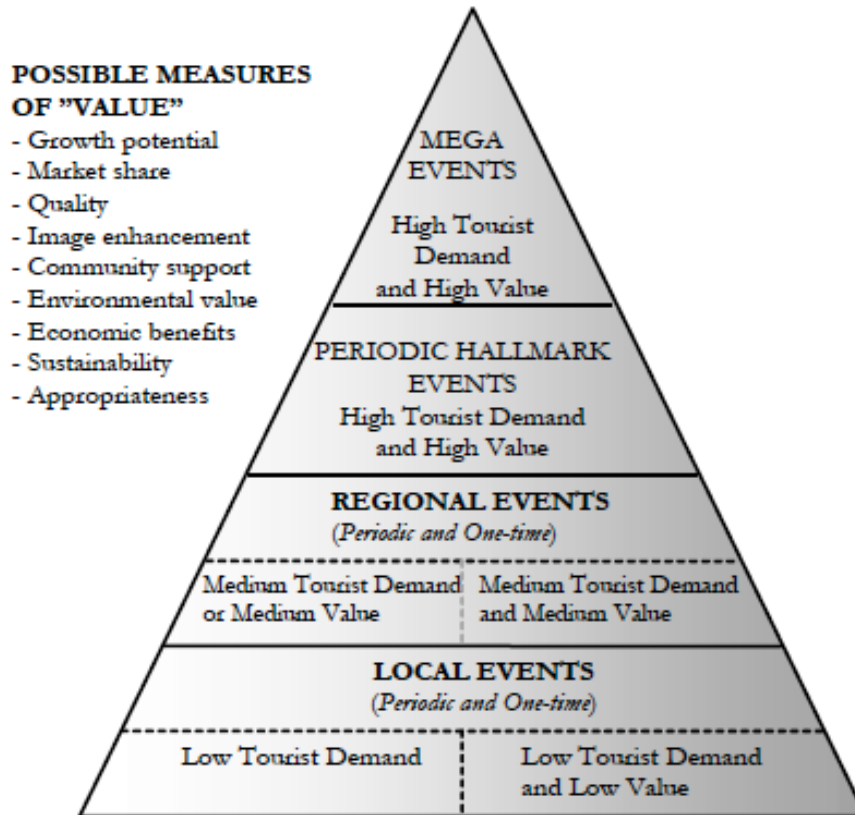 POSSIBLE MEASURES
OF ”VALUE”
- Growth potential
- Market share
- Quality
- Image enhancement
- Community support
- Environmental value
- Economic benefits
- Sustainability
- Appropriateness
MEGA
EVENTS
High Tourist
Demand
and High Value
PERIODIC HALLMARK
EVENTS
High Tourist Demand
and High Value
REGIONAL EVENTS
(Periodic and One-time)
Medium Tourist Demand
or Medium Value
Medium Tourist Demand
and Medium Value
LOCAL EVENTS
(Periodic and One-time)
Low Tourist Demand
Low Tourist Demand
and Low Value